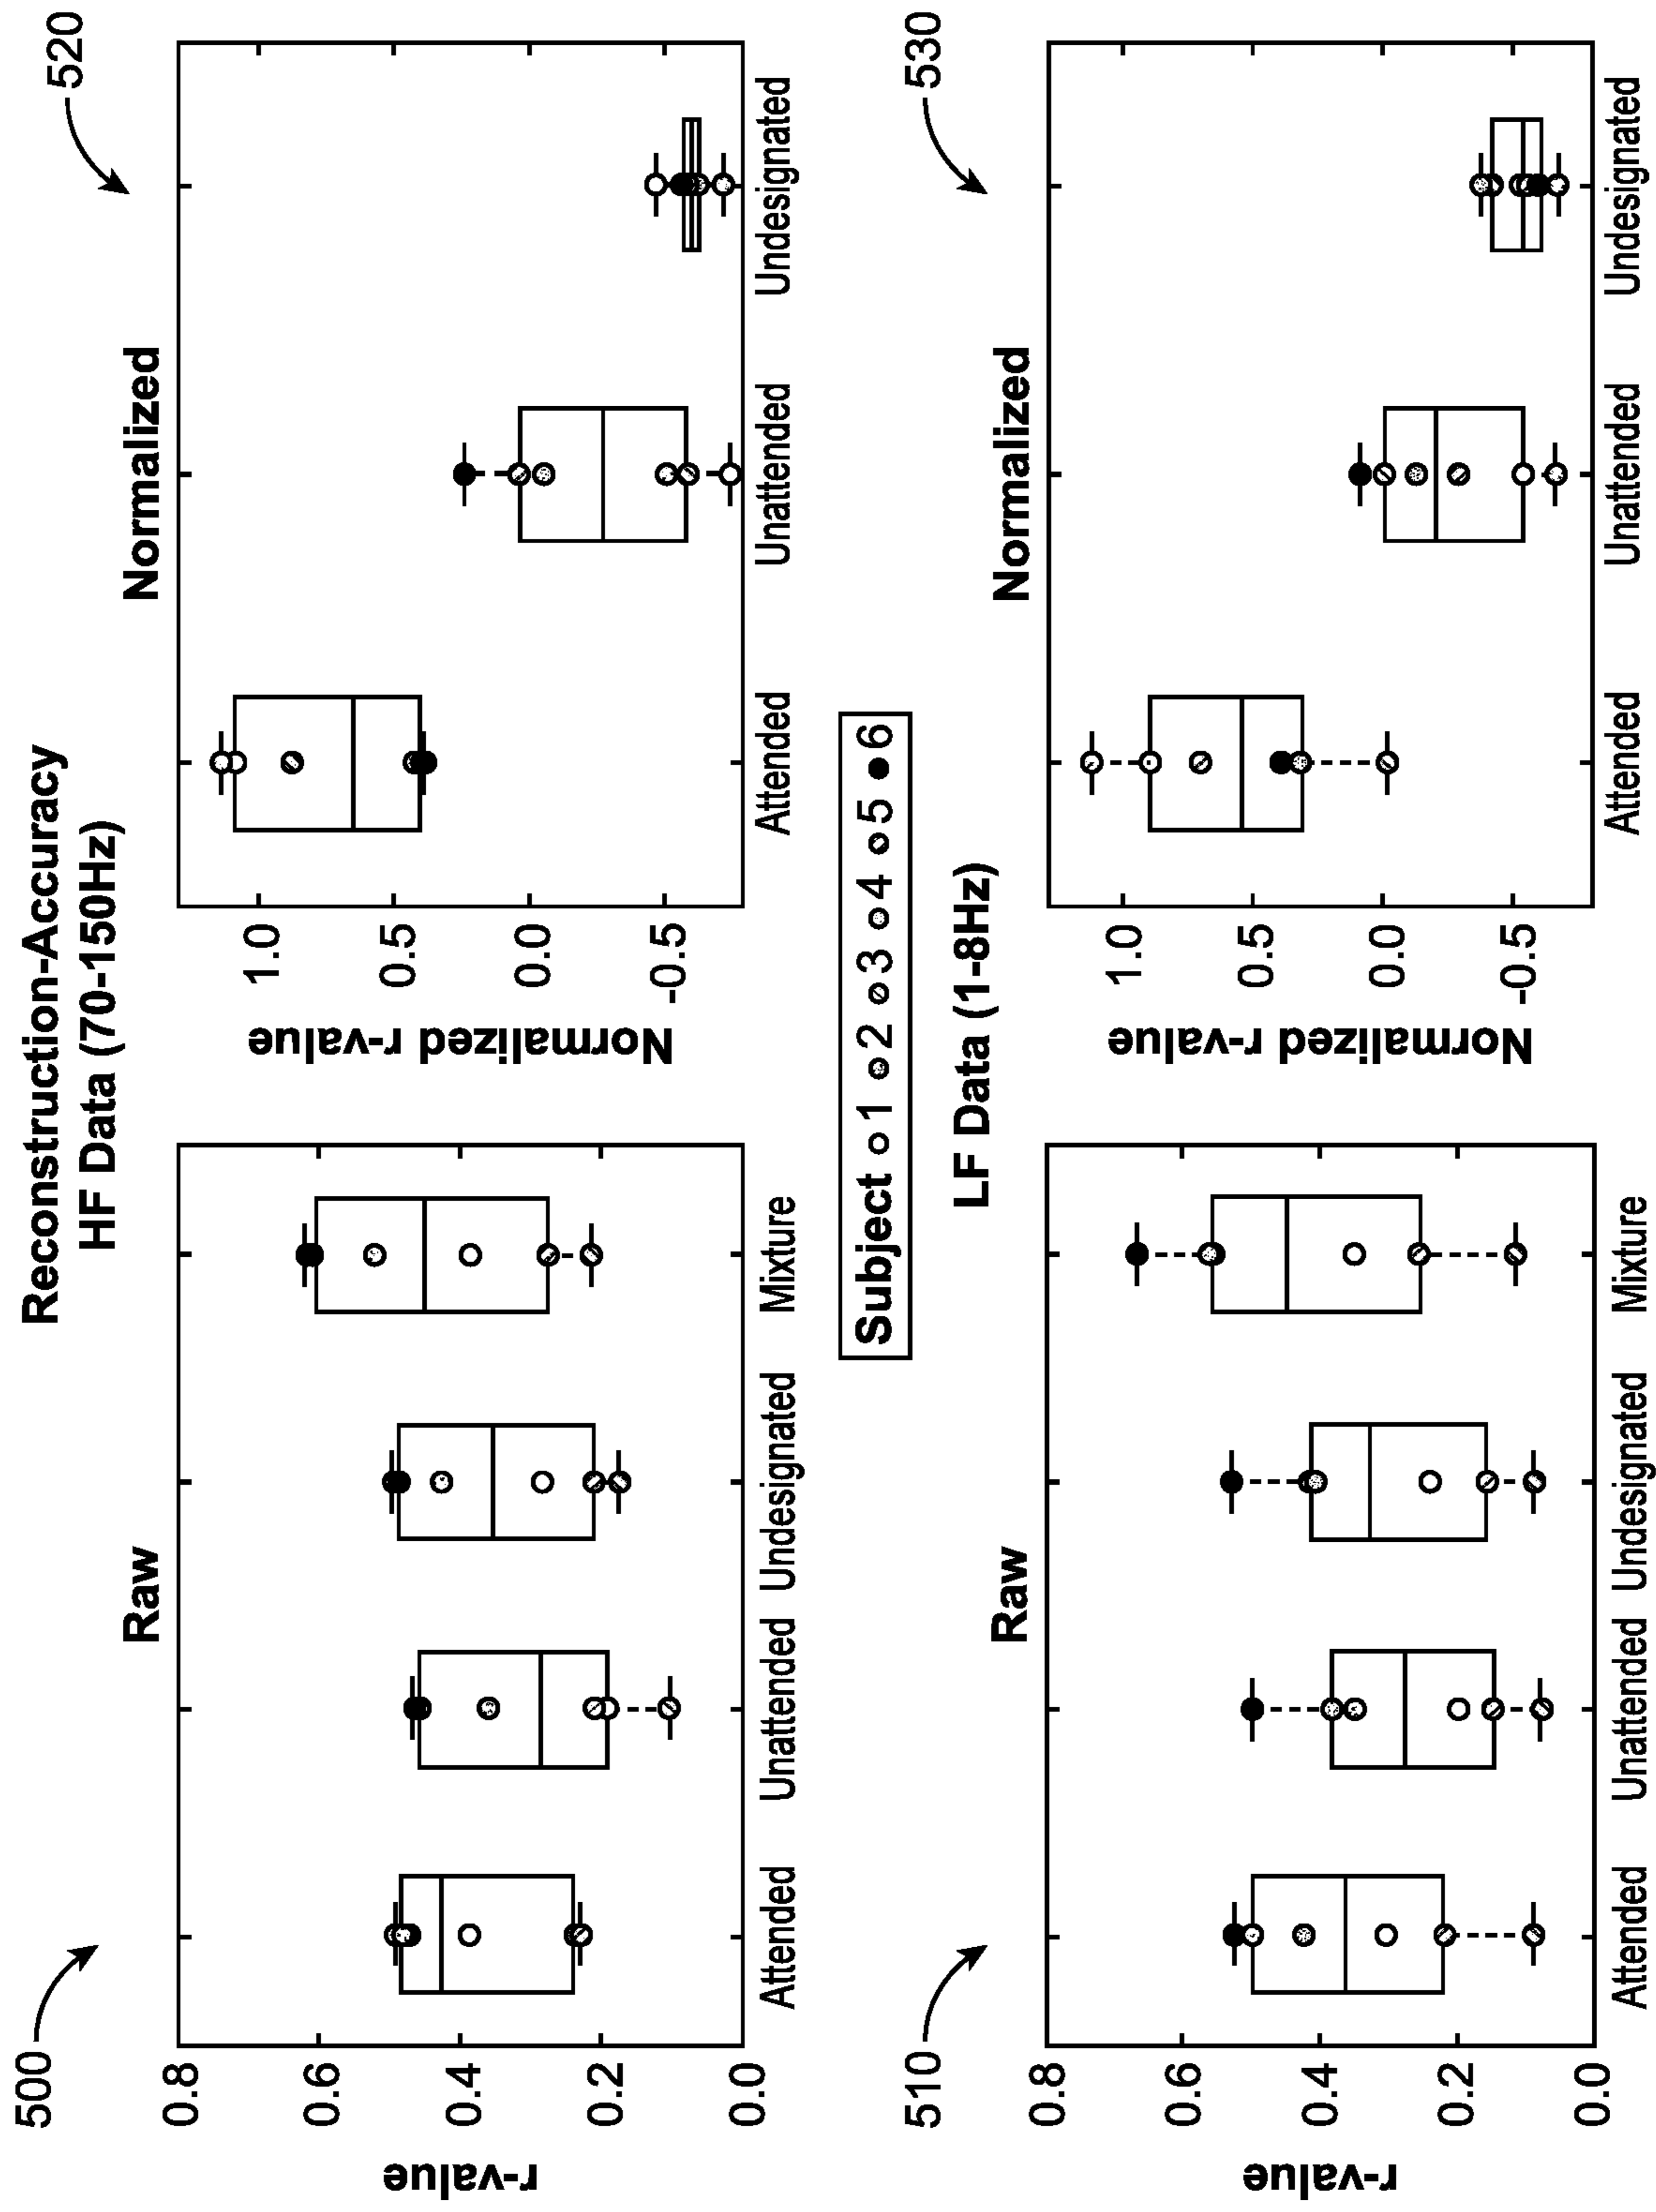 Reconstruction-Accuracy
HF Data (70-150Hz)
500
Raw
r-value
0.8
0.6
0.4
0.2
0.0
Attended Unattended Undesignated Mixture
520
Normalized
Normalized r-value
1.0
0.5
0.0
-0.5
Attended Unattended Undesignated
Subject 1 2 3 4 5 6
LF Data (1-8Hz)
510
Raw
r-value
0.8
0.6
0.4
0.2
0.0
Attended Unattended Undesignated Mixture
530
Normalized
Normalized r-value
1.0
0.5
0.0
-0.5
Attended Unattended Undesignated